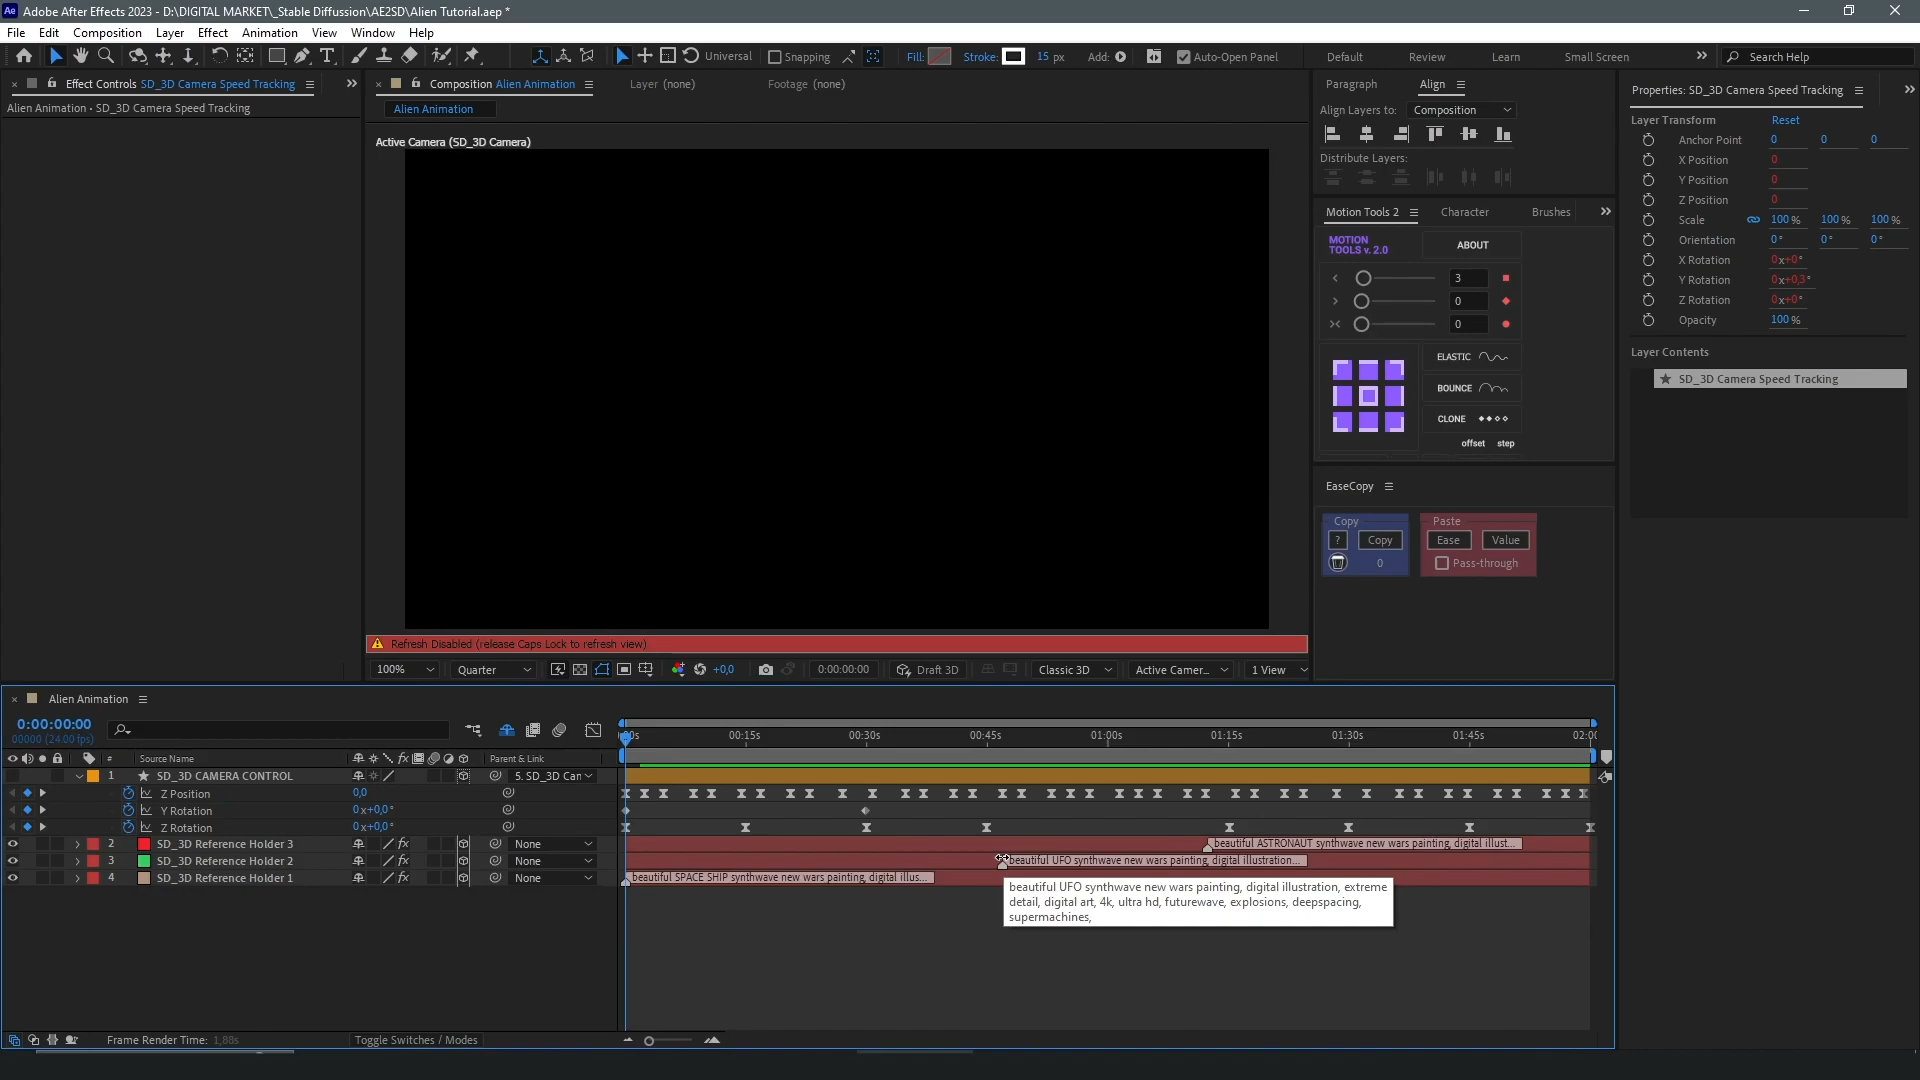 Adobe After Effects 2023 - D:\DIGITAL MARKET\_Stable Diffussion\AE2SD\Alien Tutorial.aep *
File Edit Composition Layer Effect Animation View Window Help
Universal Snapping Fill: Stroke: 15 px Add: Auto-Open Panel Default Review Learn Small Screen Search Help
Effect Controls SD_3D Camera Speed Tracking
Alien Animation • SD_3D Camera Speed Tracking
Composition Alien Animation Layer (none) Footage (none)
Alien Animation
Active Camera (SD_3D Camera)
Refresh Disabled (release Caps Lock to refresh view)
100% Quarter +0,0 0:00:00:00 Draft 3D Classic 3D Active Camer... 1 View
Paragraph Align
Align Layers to: Composition
Distribute Layers:
Motion Tools 2 Character Brushes
MOTION
TOOLS v. 2.0
ABOUT
3
0
0
ELASTIC
BOUNCE
CLONE
offset step
EaseCopy
Copy Paste
? Copy Ease Value
0 Pass-through
Properties: SD_3D Camera Speed Tracking
Layer Transform Reset
Anchor Point 0 0 0
X Position 0
Y Position 0
Z Position 0
Scale 100 % 100 % 100 %
Orientation 0° 0° 0°
X Rotation 0x+0°
Y Rotation 0x+0,3°
Z Rotation 0x+0°
Opacity 100 %
Layer Contents
SD_3D Camera Speed Tracking
Alien Animation
0:00:00:00
00000 (24.00 fps)
00:15s 00:30s 00:45s 01:00s 01:15s 01:30s 01:45s
# Source Name Parent & Link
1 SD_3D CAMERA CONTROL 5. SD_3D Can
Z Position 0,0
Y Rotation 0x+0,0°
Z Rotation 0x+0,0°
2 SD_3D Reference Holder 3 None beautiful ASTRONAUT synthwave new wars painting, digital illust...
3 SD_3D Reference Holder 2 None beautiful UFO synthwave new wars painting, digital illustration...
4 SD_3D Reference Holder 1 None beautiful SPACE SHIP synthwave new wars painting, digital illus...
beautiful UFO synthwave new wars painting, digital illustration, extreme
detail, digital art, 4k, ultra hd, futurewave, explosions, deepspacing,
supermachines,
Frame Render Time: 1,88s Toggle Switches / Modes